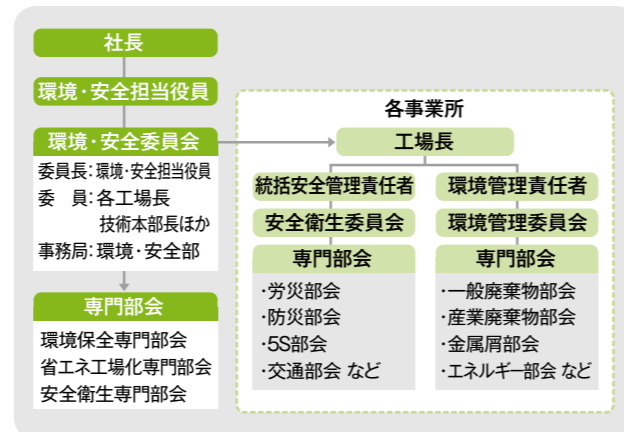 社長
環境・安全担当役員
環境・安全委員会
委員長：環境・安全担当役員
委　員：各工場長
技術本部長ほか
事務局：環境・安全部
専門部会
環境保全専門部会
省エネ工場化専門部会
安全衛生専門部会
各事業所
工場長
統括安全管理責任者
安全衛生委員会
専門部会
・労災部会
・防災部会
・5S部会
・交通部会 など
環境管理責任者
環境管理委員会
専門部会
・一般廃棄物部会
・産業廃棄物部会
・金属屑部会
・エネルギー部会 など